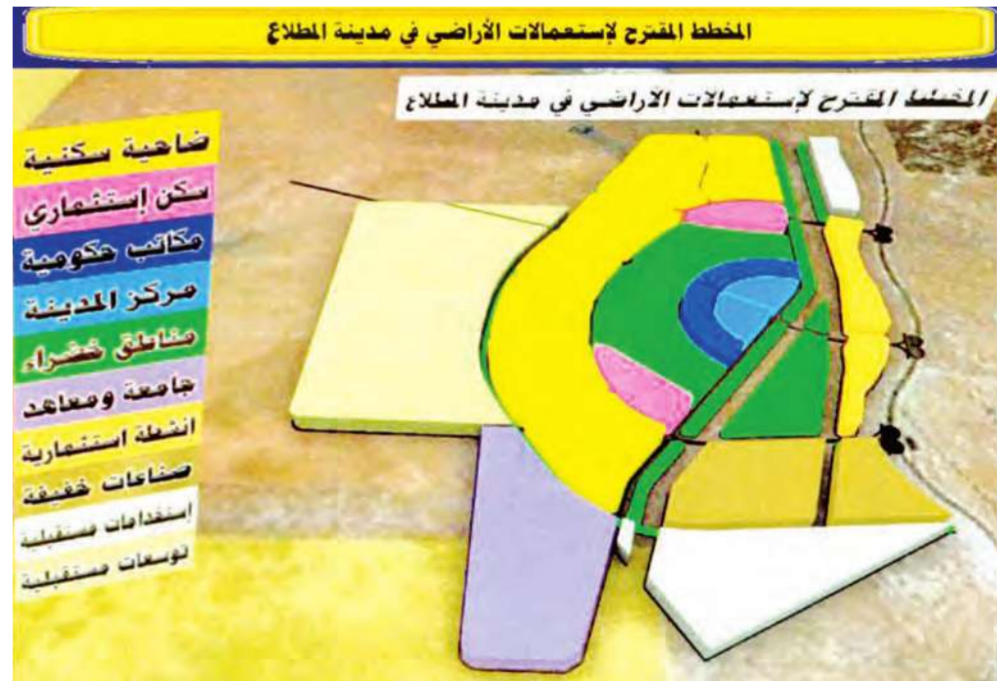 المخطط المقترح لإستعمالات الأراضي في مدينة المطلاع
المخطط المقترح لإستعمالات الأراضي في مدينة المطلاع
ضاحية سكنية
سكن إستثماري
مكاتب حكومية
مركز المدينة
مناطق خضراء
جامعة ومعاهد
انشطة استثمارية
صناعات خفيفة
إستخدامات مستقبلية
توسعات مستقبلية